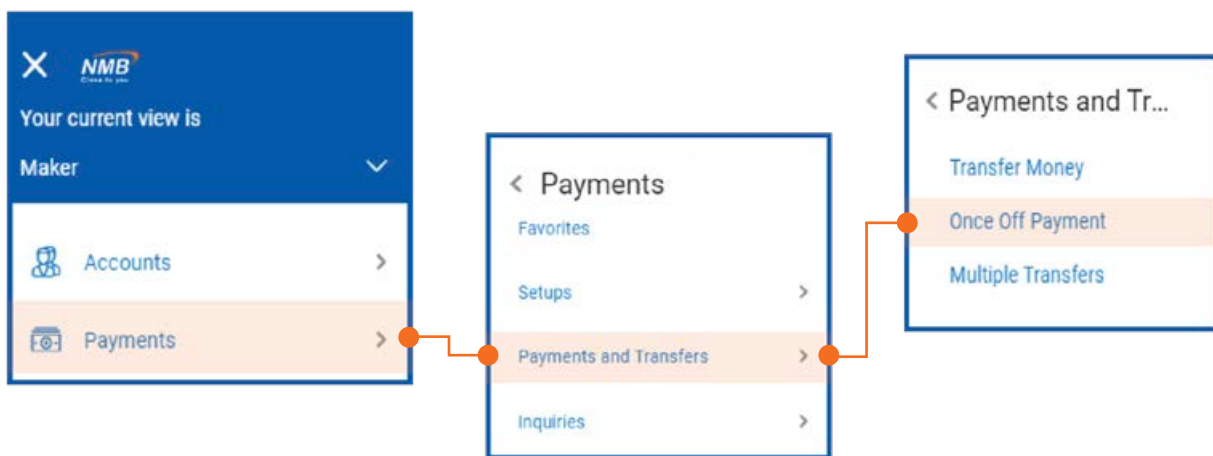 NMB
Close to you
Your current view is
Maker
Accounts
Payments
Payments
Favorites
Setups
Payments and Transfers
Inquiries
Payments and Tr...
Transfer Money
Once Off Payment
Multiple Transfers